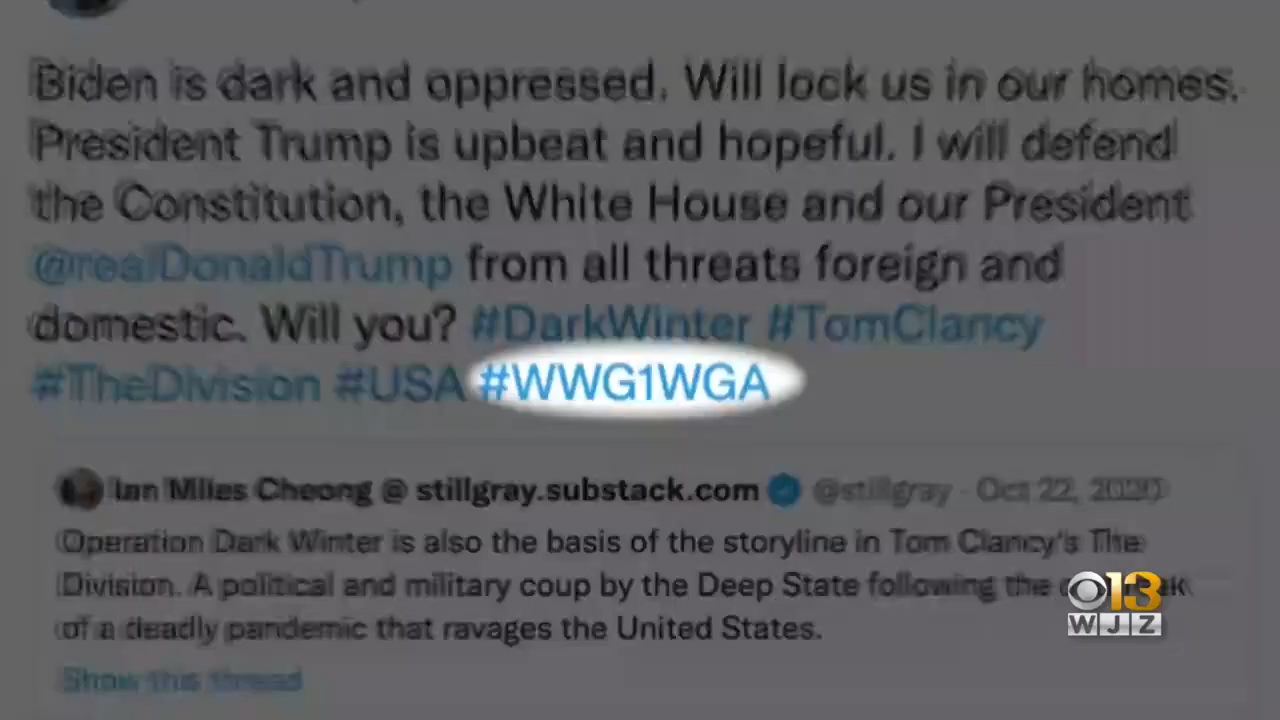 Biden is dark and oppressed. Will lock us in our homes.
President Trump is upbeat and hopeful. I will defend
the Constitution, the White House and our President
@realDonaldTrump from all threats foreign and
domestic. Will you? #DarkWinter #TomClancy
#TheDivision #USA #WWG1WGA
Ian Miles Cheong @ stillgray.substack.com @stillgray · Oct 22, 2020
Operation Dark Winter is also the basis of the storyline in Tom Clancy's The
Division. A political and military coup by the Deep State following the
of a deadly pandemic that ravages the United States.
Show this thread
13
WJZ